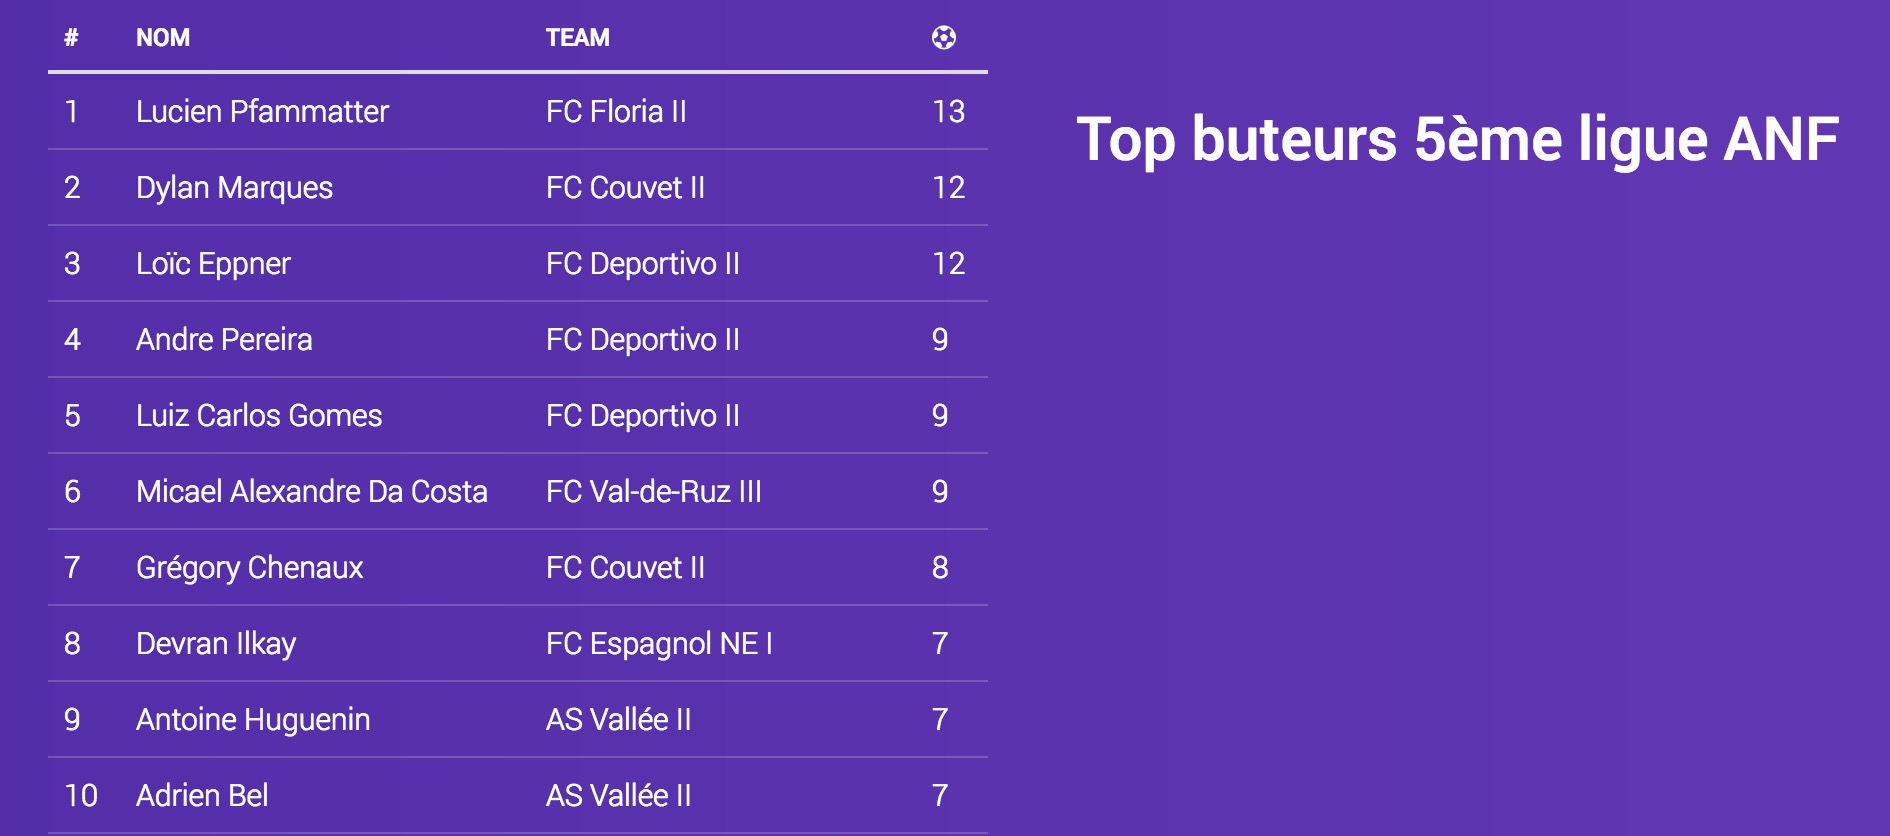 # NOM TEAM
1 Lucien Pfammatter FC Floria II 13
2 Dylan Marques FC Couvet II 12
3 Loïc Eppner FC Deportivo II 12
4 Andre Pereira FC Deportivo II 9
5 Luiz Carlos Gomes FC Deportivo II 9
6 Micael Alexandre Da Costa FC Val-de-Ruz III 9
7 Grégory Chenaux FC Couvet II 8
8 Devran Ilkay FC Espagnol NE I 7
9 Antoine Huguenin AS Vallée II 7
10 Adrien Bel AS Vallée II 7
Top buteurs 5ème ligue ANF